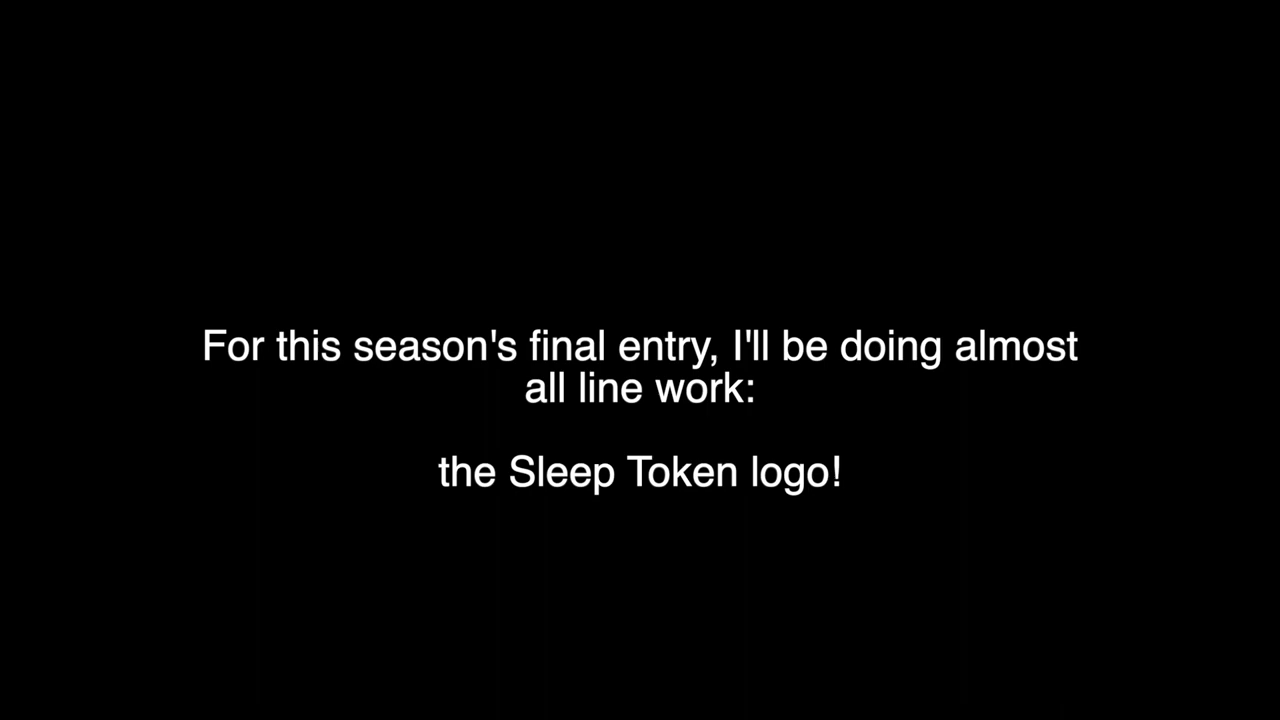 For this season's final entry, I'll be doing almost
all line work:
the Sleep Token logo!